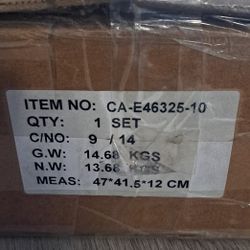 ITEM NO: CA-E46325-10
QTY: 1 SET
C/NO: 9 / 14
G.W: 14.68 KGS
N.W: 13.68 KGS
MEAS: 47*41.5*12 CM